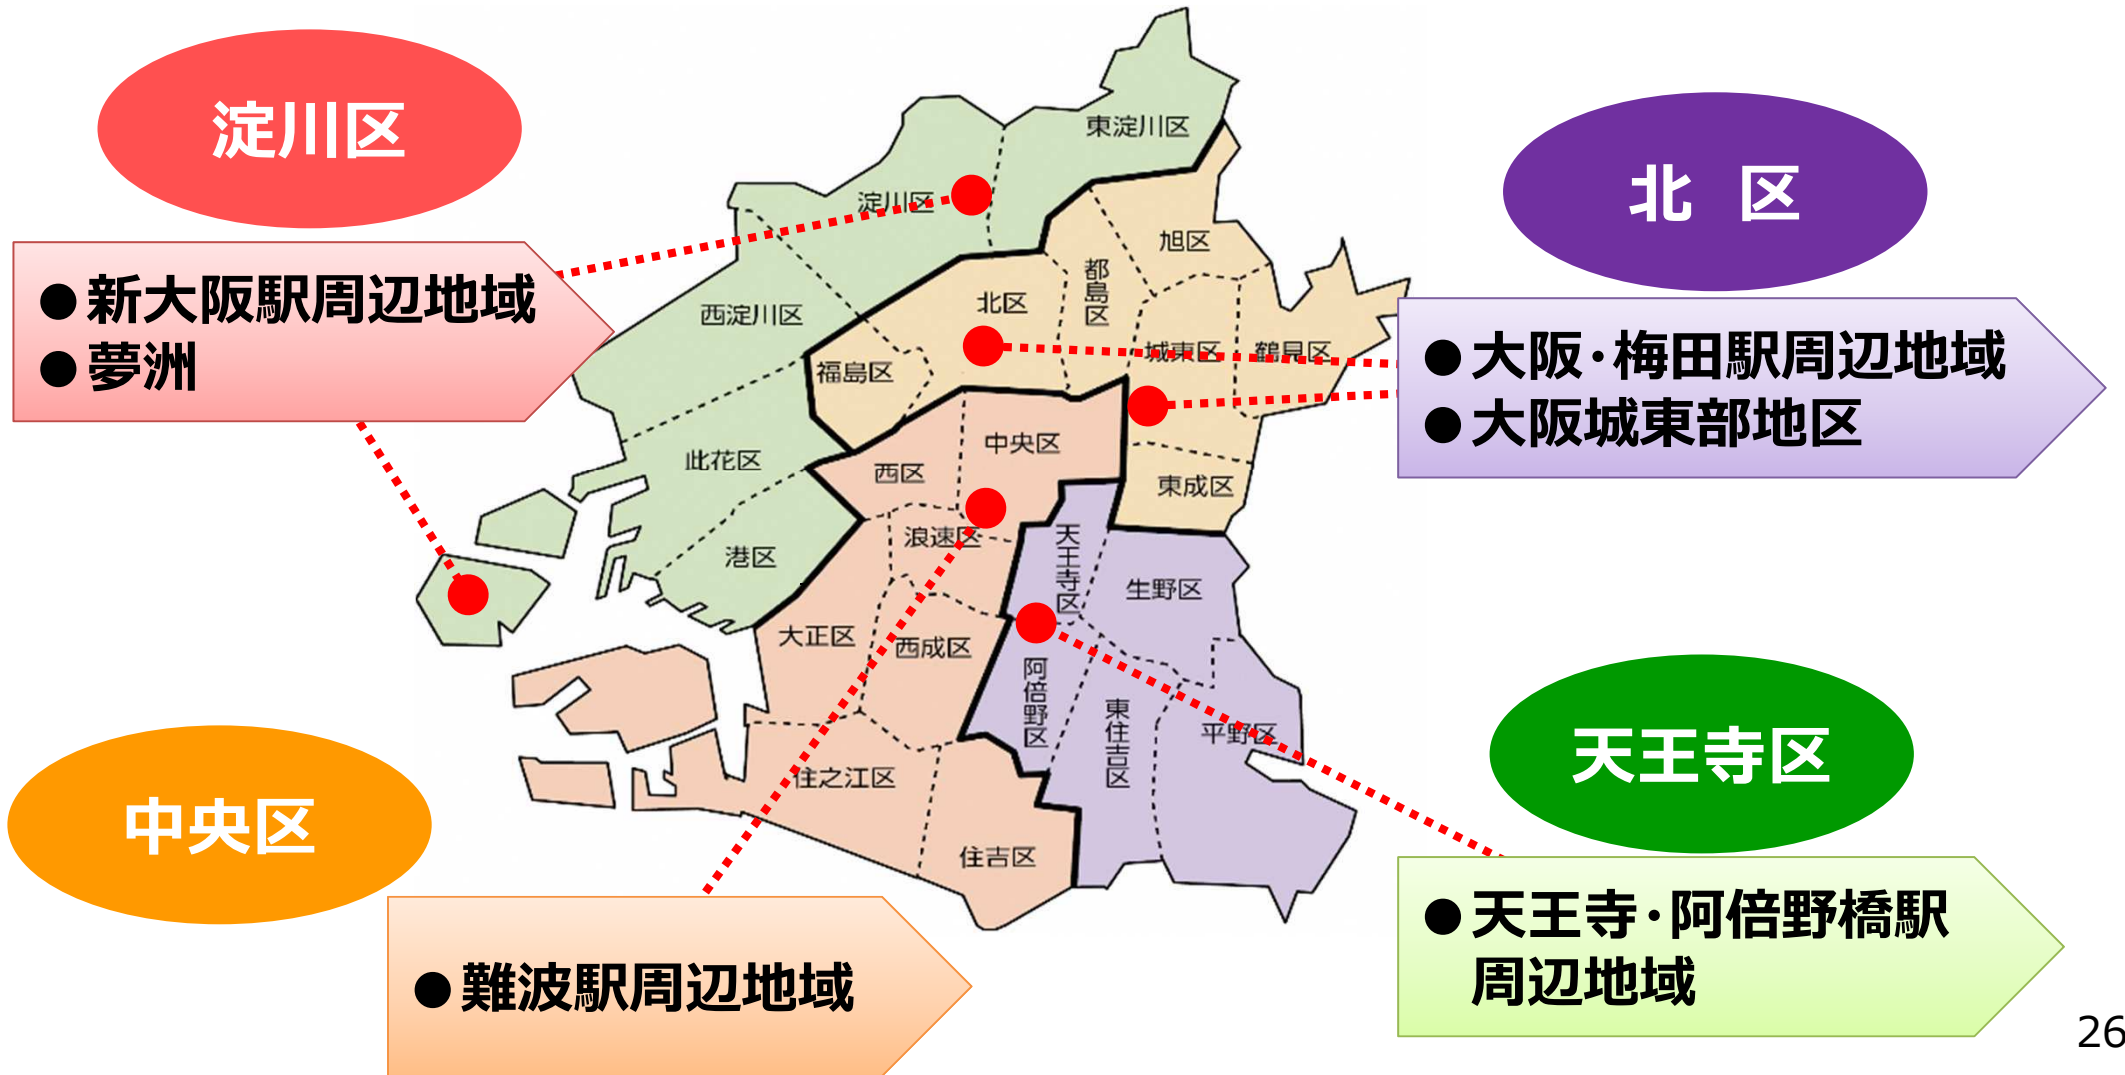 淀川区
●新大阪駅周辺地域
●夢洲
北　区
●大阪・梅田駅周辺地域
●大阪城東部地区
東淀川区
淀川区
旭区
都島区
北区
西淀川区
城東区
鶴見区
福島区
中央区
此花区
西区
東成区
浪速区
天王寺区
港区
生野区
大正区
西成区
阿倍野区
東住吉区
平野区
住之江区
住吉区
中央区
●難波駅周辺地域
天王寺区
●天王寺・阿倍野橋駅
周辺地域
26